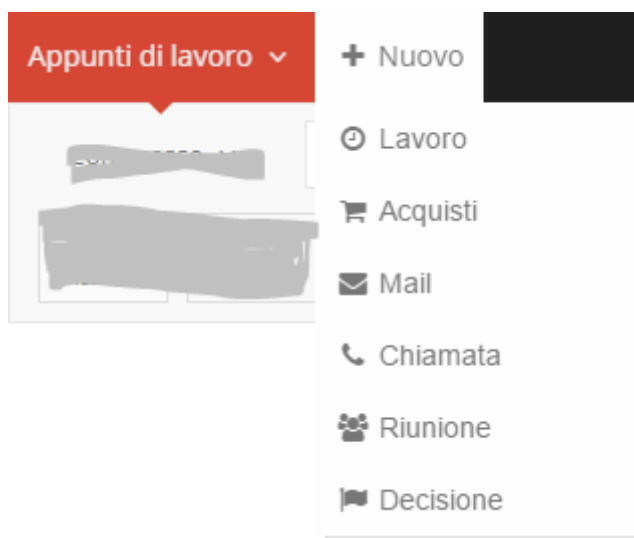 Appunti di lavoro
Nuovo
Lavoro
Acquisti
Mail
Chiamata
Riunione
Decisione